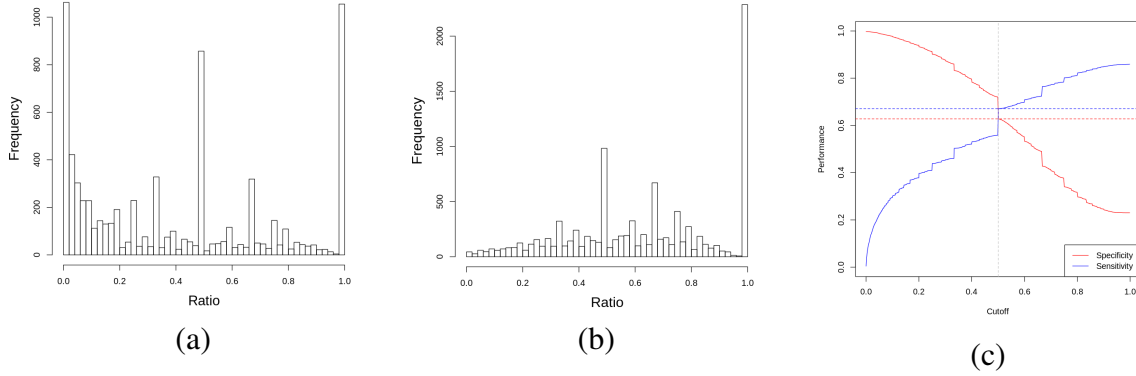 Frequency
0 200 400 600 800 1000
0.0 0.2 0.4 0.6 0.8 1.0
Ratio
(a)
Frequency
0 500 1000 1500 2000
0.0 0.2 0.4 0.6 0.8 1.0
Ratio
(b)
Performance
0.0 0.2 0.4 0.6 0.8 1.0
Specificity
Sensitivity
0.0 0.2 0.4 0.6 0.8 1.0
Cutoff
(c)